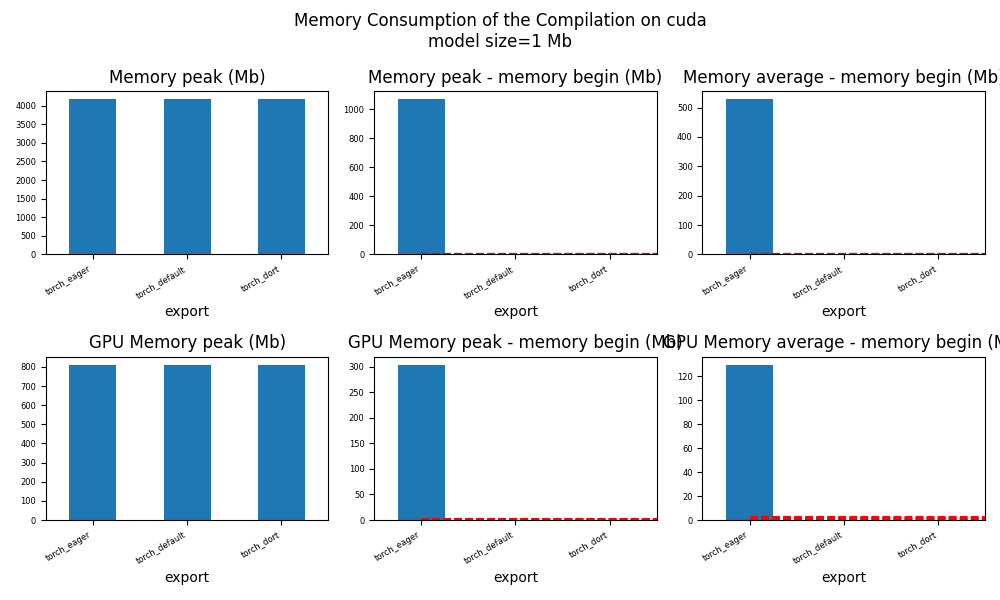 Memory Consumption of the Compilation on cuda
model size=1 Mb
Memory peak (Mb)
4000
3500
3000
2500
2000
1500
1000
500
0
torch_eager
torch_default
torch_dort
export
Memory peak - memory begin (Mb)
1000
800
600
400
200
0
torch_eager
torch_default
torch_dort
export
Memory average - memory begin (Mb)
500
400
300
200
100
0
torch_eager
torch_default
torch_dort
export
GPU Memory peak (Mb)
800
700
600
500
400
300
200
100
0
torch_eager
torch_default
torch_dort
export
GPU Memory peak - memory begin (Mb)
300
250
200
150
100
50
0
torch_eager
torch_default
torch_dort
export
GPU Memory average - memory begin (M
120
100
80
60
40
20
0
torch_eager
torch_default
torch_dort
export